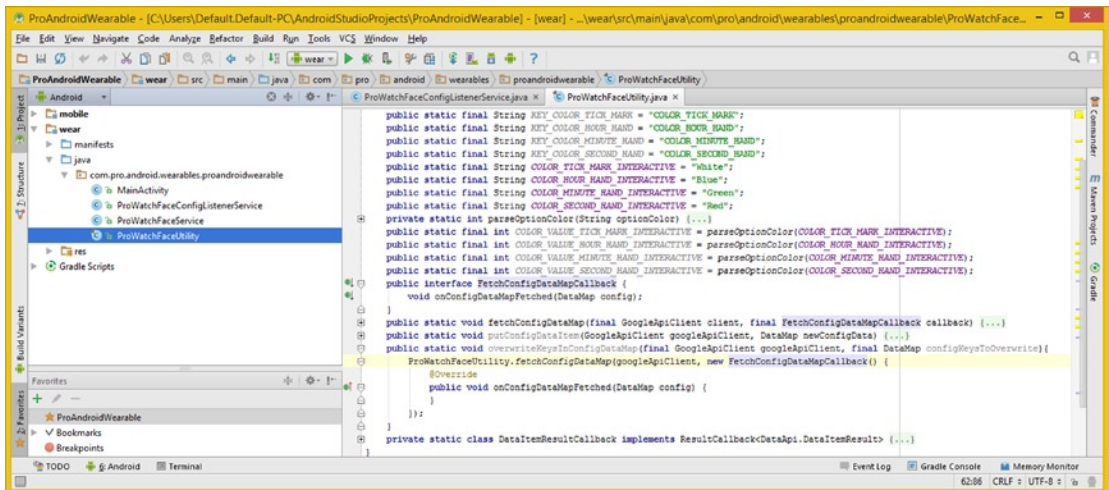 ProAndroidWearable - [C:\Users\Default.Default-PC\AndroidStudioProjects\ProAndroidWearable] - [wear] - ...\wear\src\main\java\com\pro\android\wearables\proandroidwearable\ProWatchFace...
File Edit View Navigate Code Analyze Refactor Build Run Tools VCS Window Help
wear
ProAndroidWearable wear src main java com pro android wearables proandroidwearable ProWatchFaceUtility
Android
ProWatchFaceConfigListenerService.java × ProWatchFaceUtility.java ×
1: Project
2: Structure
Build Variants
2: Favorites
mobile
wear
manifests
java
com.pro.android.wearables.proandroidwearable
MainActivity
ProWatchFaceConfigListenerService
ProWatchFaceService
ProWatchFaceUtility
res
Gradle Scripts
Favorites
ProAndroidWearable
Bookmarks
Breakpoints
public static final String KEY_COLOR_TICK_MARK = "COLOR_TICK_MARK";
public static final String KEY_COLOR_HOUR_HAND = "COLOR_HOUR_HAND";
public static final String KEY_COLOR_MINUTE_HAND = "COLOR_MINUTE_HAND";
public static final String KEY_COLOR_SECOND_HAND = "COLOR_SECOND_HAND";
public static final String COLOR_TICK_MARK_INTERACTIVE = "White";
public static final String COLOR_HOUR_HAND_INTERACTIVE = "Blue";
public static final String COLOR_MINUTE_HAND_INTERACTIVE = "Green";
public static final String COLOR_SECOND_HAND_INTERACTIVE = "Red";
private static int parseOptionColor(String optionColor) {...}
public static final int COLOR_VALUE_TICK_MARK_INTERACTIVE = parseOptionColor(COLOR_TICK_MARK_INTERACTIVE);
public static final int COLOR_VALUE_HOUR_HAND_INTERACTIVE = parseOptionColor(COLOR_HOUR_HAND_INTERACTIVE);
public static final int COLOR_VALUE_MINUTE_HAND_INTERACTIVE = parseOptionColor(COLOR_MINUTE_HAND_INTERACTIVE);
public static final int COLOR_VALUE_SECOND_HAND_INTERACTIVE = parseOptionColor(COLOR_SECOND_HAND_INTERACTIVE);
public interface FetchConfigDataMapCallback {
void onConfigDataMapFetched(DataMap config);
}
public static void fetchConfigDataMap(final GoogleApiClient client, final FetchConfigDataMapCallback callback) {...}
public static void putConfigDataItem(GoogleApiClient googleApiClient, DataMap newConfigData) {...}
public static void overwriteKeysInConfigDataMap(final GoogleApiClient googleApiClient, final DataMap configKeysToOverwrite){
ProWatchFaceUtility.fetchConfigDataMap(googleApiClient, new FetchConfigDataMapCallback() {
@Override
public void onConfigDataMapFetched(DataMap config) {
}
});
}
private static class DataItemResultCallback implements ResultCallback<DataApi.DataItemResult> {...}
}
Commander
m Maven Projects
Gradle
TODO 6: Android Terminal Event Log Gradle Console Memory Monitor
62:86 CRLF UTF-8